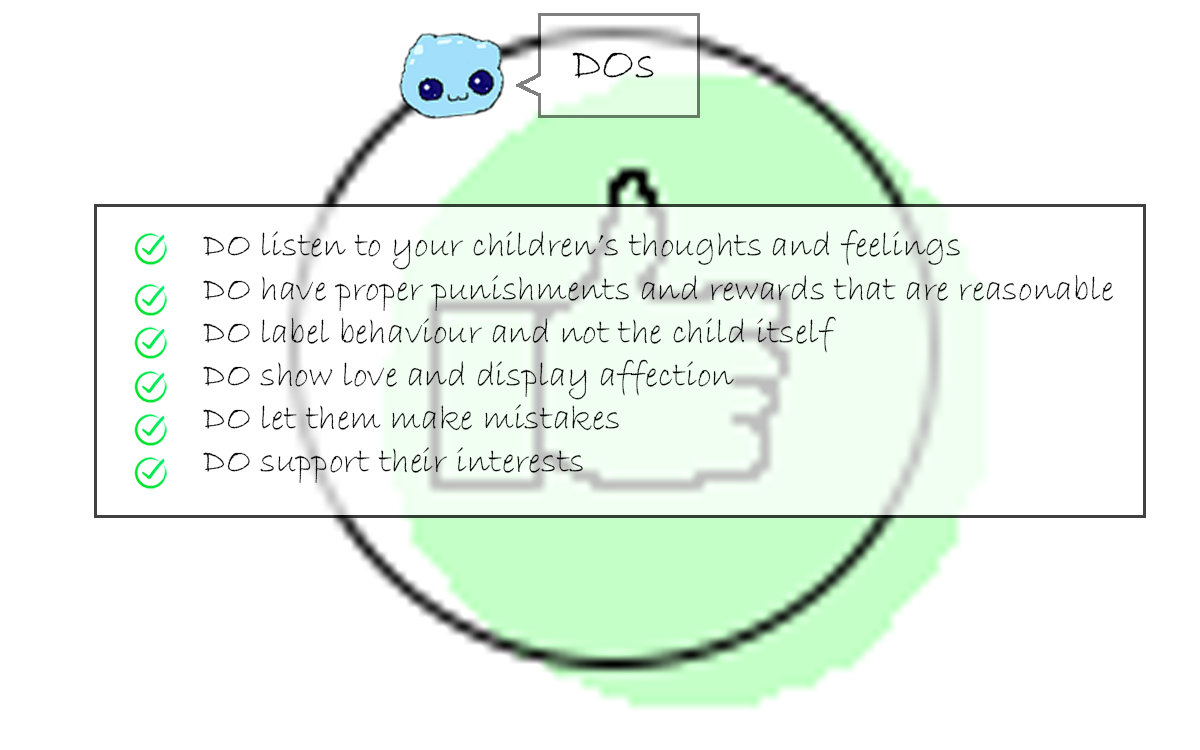 DOs
DO listen to your children's thoughts and feelings
DO have proper punishments and rewards that are reasonable
DO label behaviour and not the child itself
DO show love and display affection
DO let them make mistakes
DO support their interests